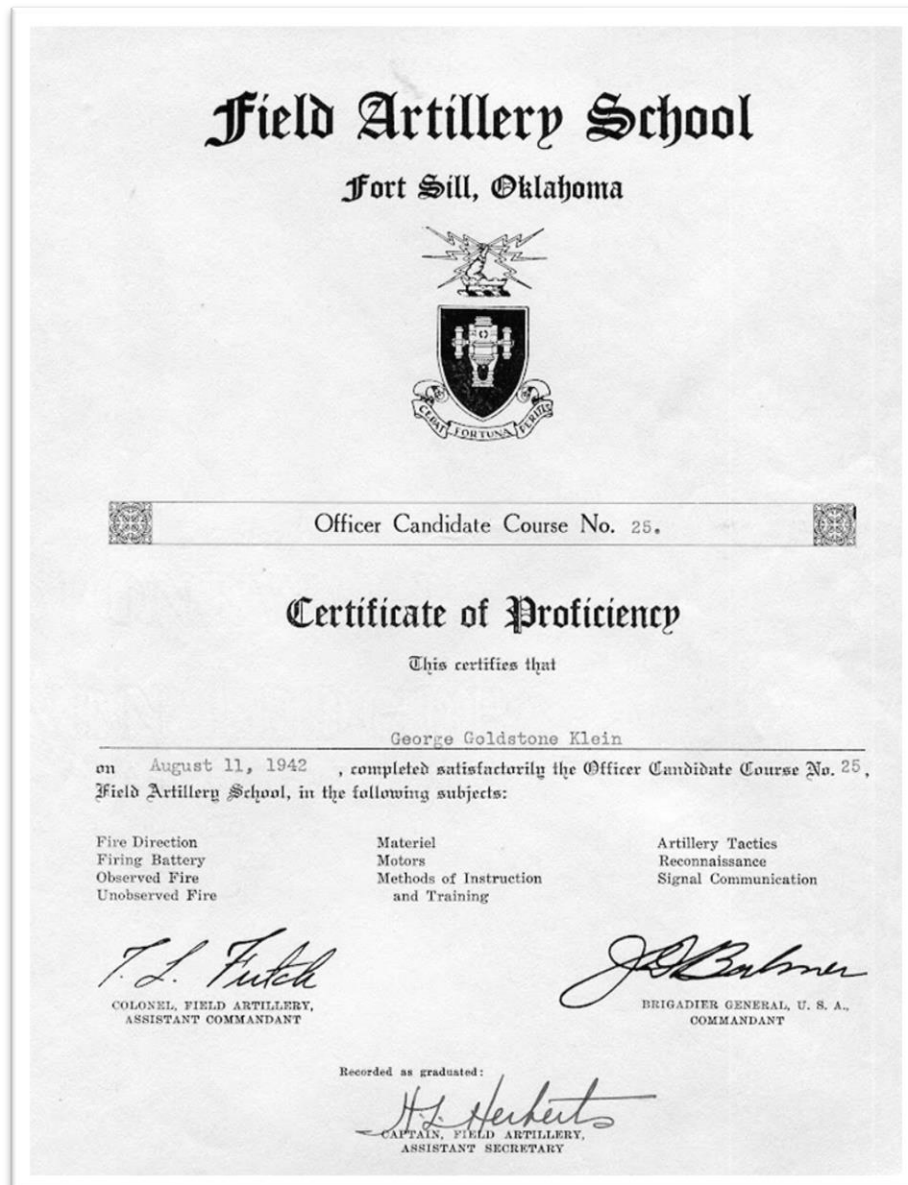 Field Artillery School
Fort Sill, Oklahoma
CEDAT FORTUNA PERITIS
Officer Candidate Course No. 25.
Certificate of Proficiency
This certifies that
George Goldstone Klein
on August 11, 1942 , completed satisfactorily the Officer Candidate Course No. 25,
Field Artillery School, in the following subjects:
Fire Direction
Firing Battery
Observed Fire
Unobserved Fire
Materiel
Motors
Methods of Instruction
and Training
Artillery Tactics
Reconnaissance
Signal Communication
T. L. Futch
COLONEL, FIELD ARTILLERY,
ASSISTANT COMMANDANT
J D Balmer
BRIGADIER GENERAL, U. S. A.,
COMMANDANT
Recorded as graduated:
H. L. Herberts
CAPTAIN, FIELD ARTILLERY,
ASSISTANT SECRETARY